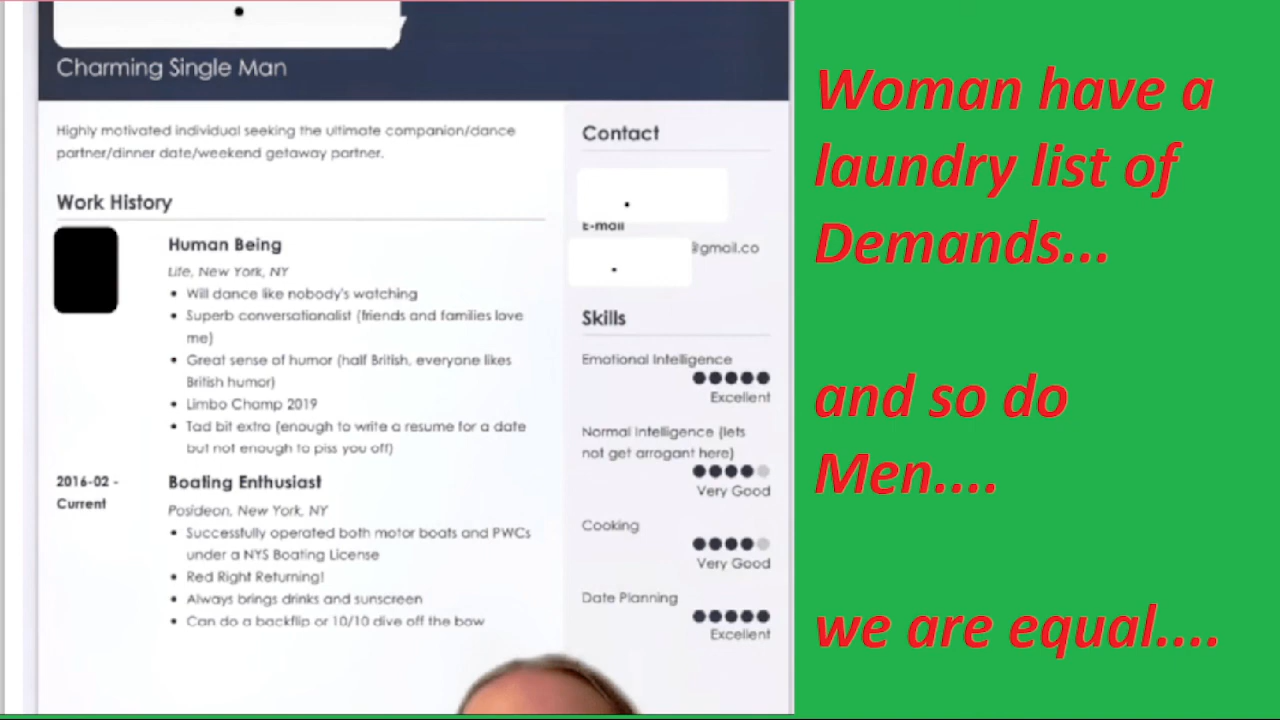 Charming Single Man
Highly motivated individual seeking the ultimate companion/dance
partner/dinner date/weekend getaway partner.
Work History
Human Being
Life, New York, NY
• Will dance like nobody's watching
• Superb conversationalist (friends and families love
me)
• Great sense of humor (half British, everyone likes
British humor)
• Limbo Champ 2019
• Tad bit extra (enough to write a resume for a date
but not enough to piss you off)
2016-02 -
Current
Boating Enthusiast
Posideon, New York, NY
• Successfully operated both motor boats and PWCs
under a NYS Boating License
• Red Right Returning!
• Always brings drinks and sunscreen
• Can do a backflip or 10/10 dive off the bow
Contact
E-mail
@gmail.co
Skills
Emotional Intelligence
Excellent
Normal Intelligence (lets
not get arrogant here)
Very Good
Cooking
Very Good
Date Planning
Excellent
Woman have a
laundry list of
Demands...
and so do
Men....
we are equal....